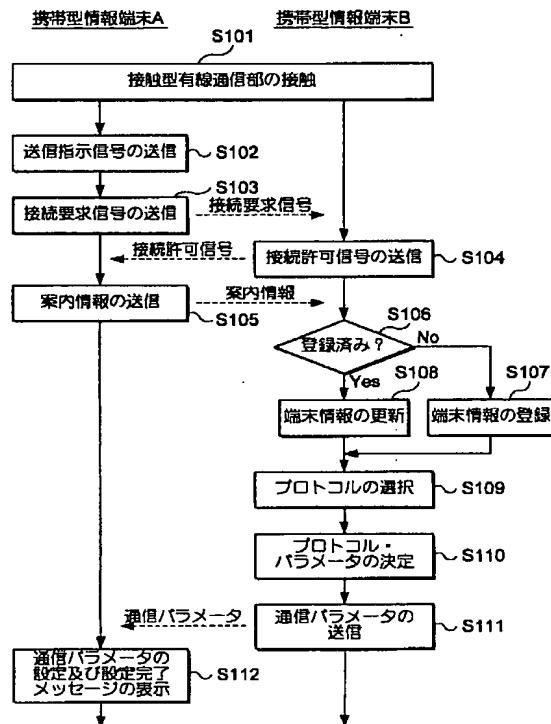 携帯型情報端末A
携帯型情報端末B
S101
接触型有線通信部の接触
送信指示信号の送信
S102
S103
接続要求信号の送信
接続要求信号
接続許可信号
接続許可信号の送信
S104
案内情報の送信
案内情報
S105
S106
登録済み？
No
Yes
S108
S107
端末情報の更新
端末情報の登録
プロトコルの選択
S109
プロトコル・
パラメータの決定
S110
通信パラメータ
通信パラメータの
送信
S111
通信パラメータの
設定及び設定完了
メッセージの表示
S112